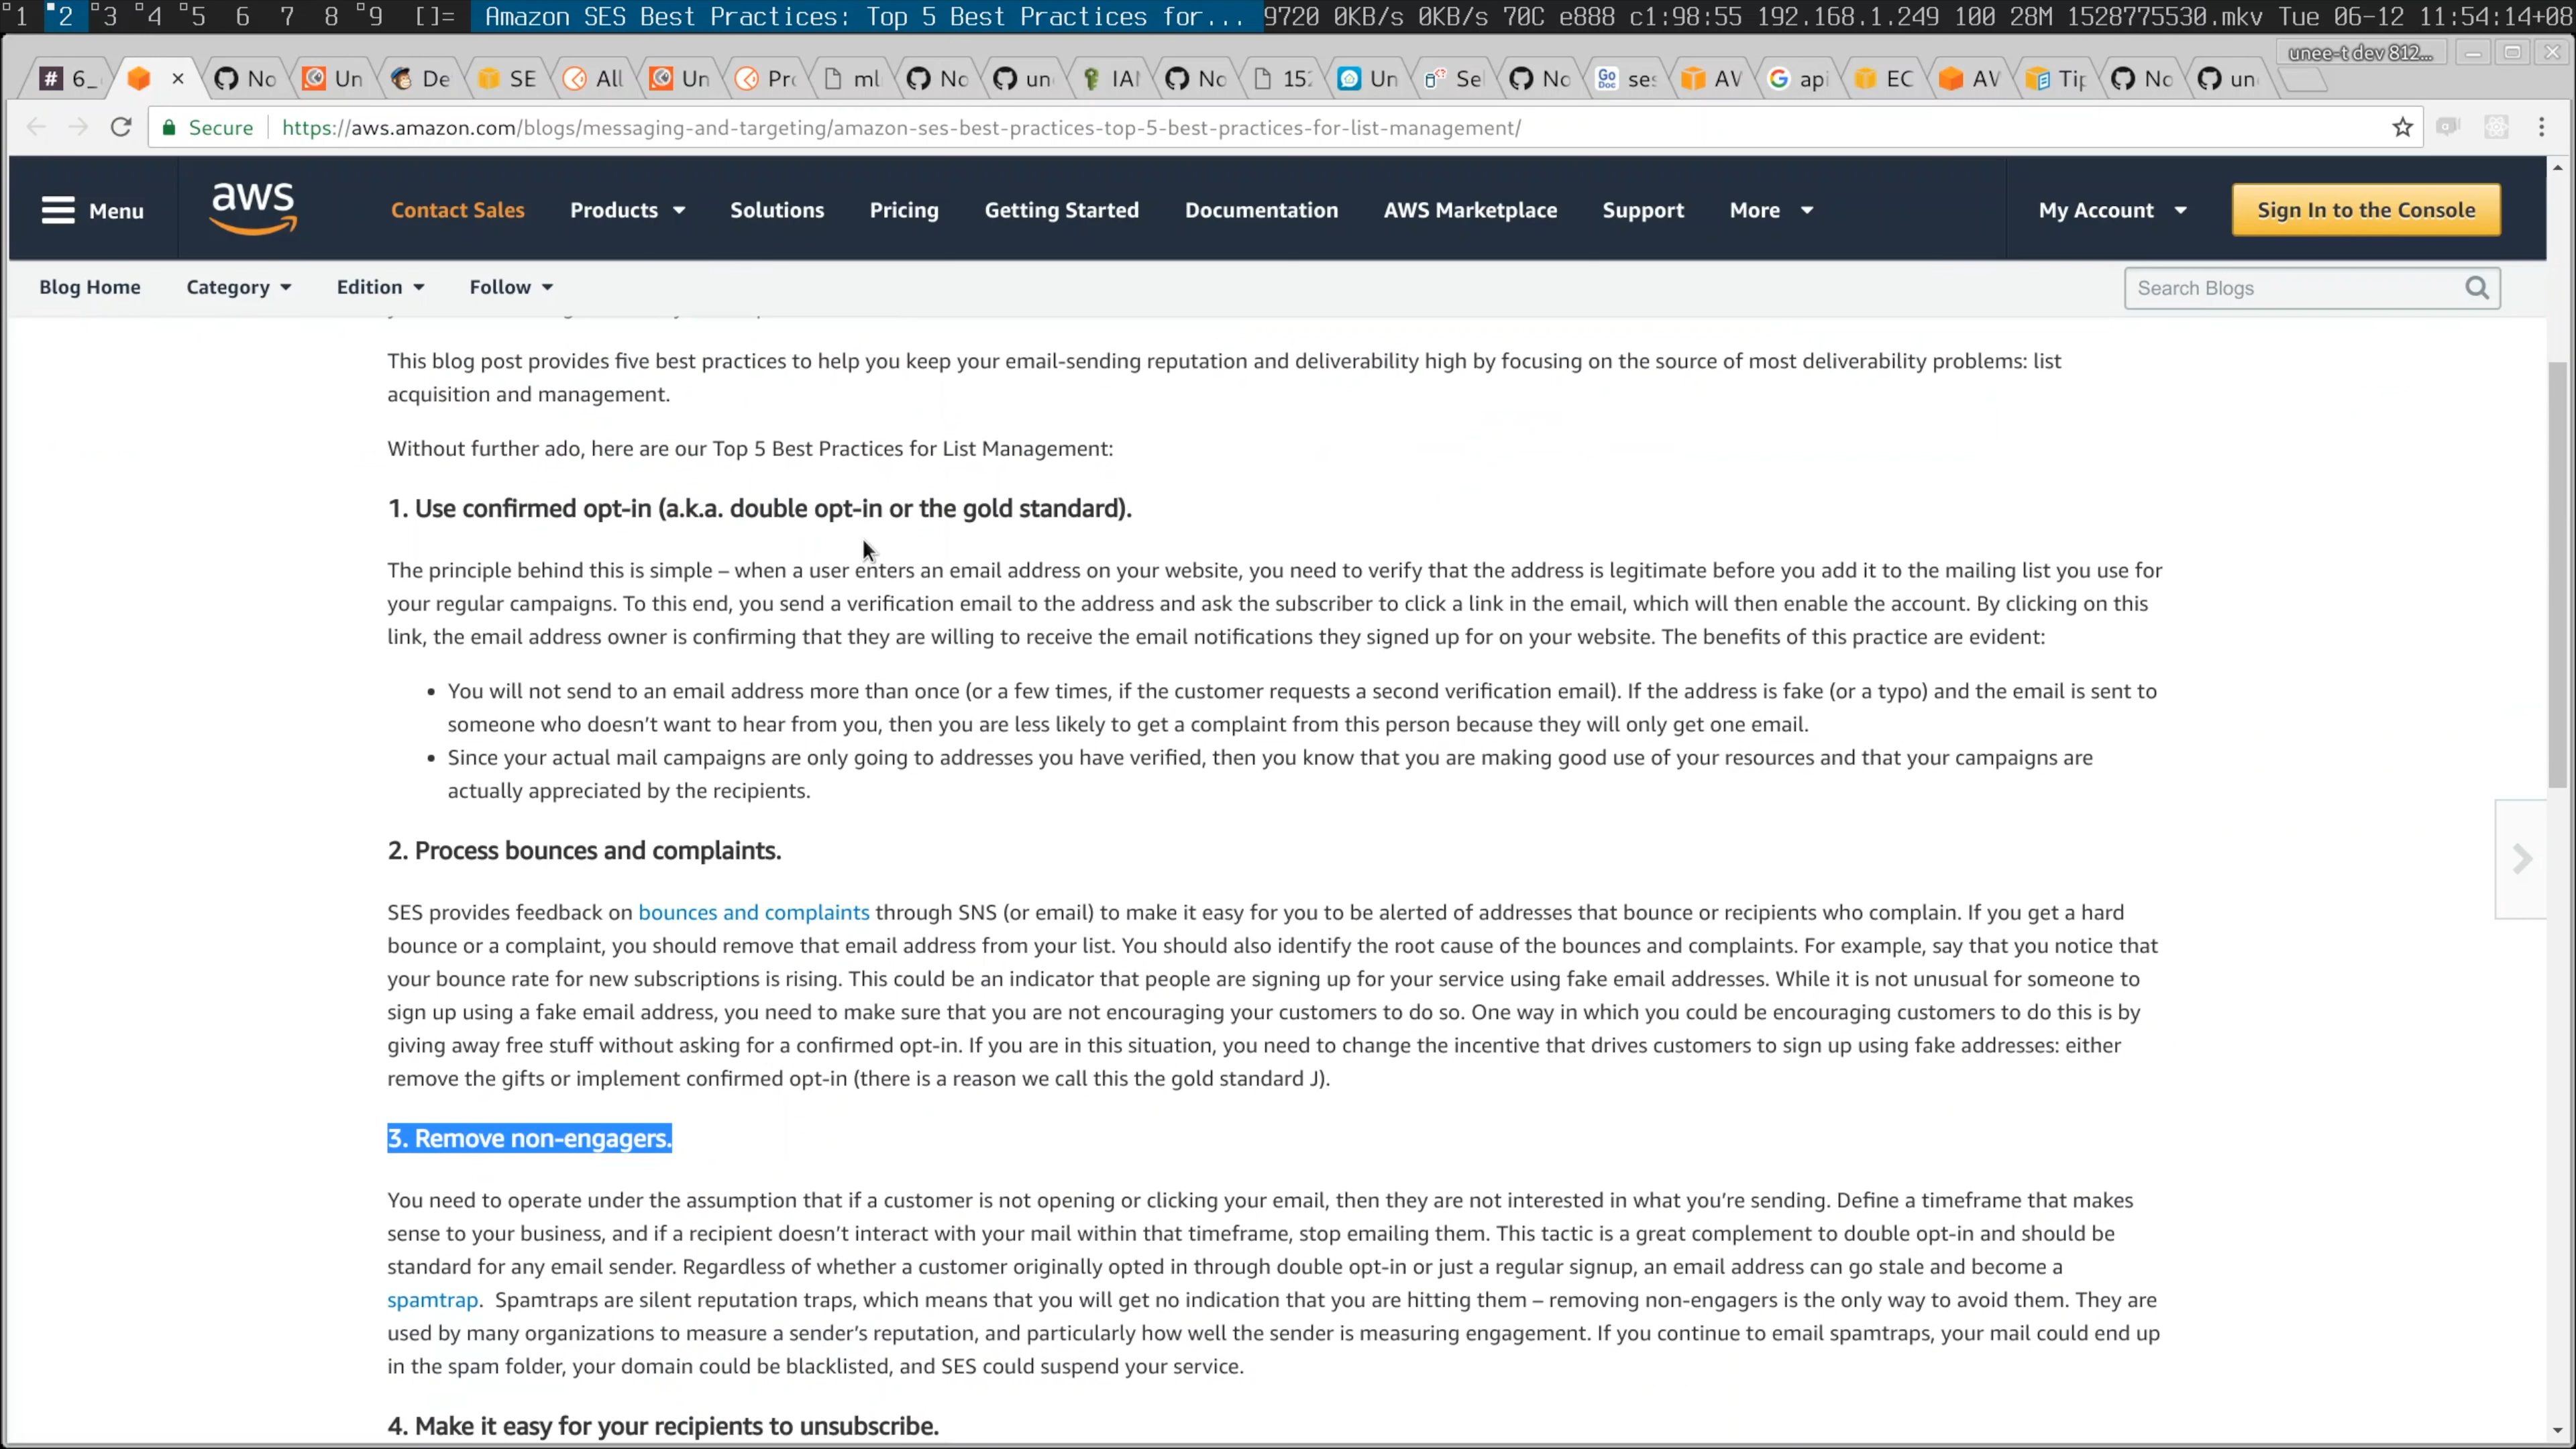 1 2 3 4 5 6 7 8 9 []= Amazon SES Best Practices: Top 5 Best Practices for... 9720 0KB/s 0KB/s 70C e888 c1:98:55 192.168.1.249 100 28M 1528775530.mkv Tue 06-12 11:54:14+08
unee-t dev 812...
6_ No Un De SE All Un Pro ml No un IAI No 152 Un Sel No ses AV api EC AV Tip No un
Secure https://aws.amazon.com/blogs/messaging-and-targeting/amazon-ses-best-practices-top-5-best-practices-for-list-management/
Menu aws Contact Sales Products Solutions Pricing Getting Started Documentation AWS Marketplace Support More My Account Sign In to the Console
Blog Home Category Edition Follow Search Blogs
This blog post provides five best practices to help you keep your email-sending reputation and deliverability high by focusing on the source of most deliverability problems: list
acquisition and management.
Without further ado, here are our Top 5 Best Practices for List Management:
1. Use confirmed opt-in (a.k.a. double opt-in or the gold standard).
The principle behind this is simple – when a user enters an email address on your website, you need to verify that the address is legitimate before you add it to the mailing list you use for
your regular campaigns. To this end, you send a verification email to the address and ask the subscriber to click a link in the email, which will then enable the account. By clicking on this
link, the email address owner is confirming that they are willing to receive the email notifications they signed up for on your website. The benefits of this practice are evident:
• You will not send to an email address more than once (or a few times, if the customer requests a second verification email). If the address is fake (or a typo) and the email is sent to
someone who doesn’t want to hear from you, then you are less likely to get a complaint from this person because they will only get one email.
• Since your actual mail campaigns are only going to addresses you have verified, then you know that you are making good use of your resources and that your campaigns are
actually appreciated by the recipients.
2. Process bounces and complaints.
SES provides feedback on bounces and complaints through SNS (or email) to make it easy for you to be alerted of addresses that bounce or recipients who complain. If you get a hard
bounce or a complaint, you should remove that email address from your list. You should also identify the root cause of the bounces and complaints. For example, say that you notice that
your bounce rate for new subscriptions is rising. This could be an indicator that people are signing up for your service using fake email addresses. While it is not unusual for someone to
sign up using a fake email address, you need to make sure that you are not encouraging your customers to do so. One way in which you could be encouraging customers to do this is by
giving away free stuff without asking for a confirmed opt-in. If you are in this situation, you need to change the incentive that drives customers to sign up using fake addresses: either
remove the gifts or implement confirmed opt-in (there is a reason we call this the gold standard J).
3. Remove non-engagers.
You need to operate under the assumption that if a customer is not opening or clicking your email, then they are not interested in what you’re sending. Define a timeframe that makes
sense to your business, and if a recipient doesn’t interact with your mail within that timeframe, stop emailing them. This tactic is a great complement to double opt-in and should be
standard for any email sender. Regardless of whether a customer originally opted in through double opt-in or just a regular signup, an email address can go stale and become a
spamtrap. Spamtraps are silent reputation traps, which means that you will get no indication that you are hitting them – removing non-engagers is the only way to avoid them. They are
used by many organizations to measure a sender’s reputation, and particularly how well the sender is measuring engagement. If you continue to email spamtraps, your mail could end up
in the spam folder, your domain could be blacklisted, and SES could suspend your service.
4. Make it easy for your recipients to unsubscribe.